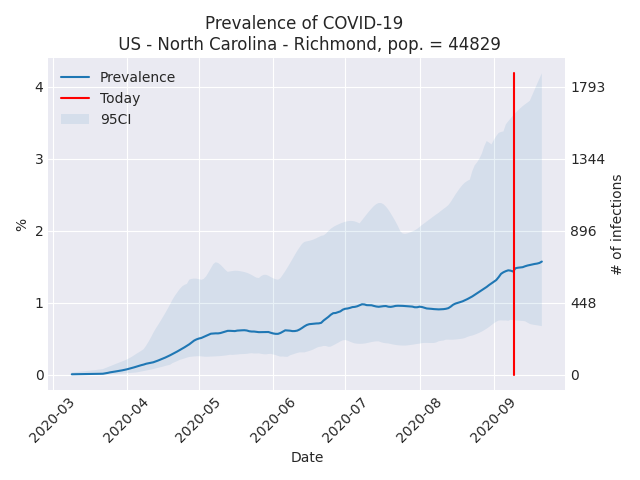 Prevalence of COVID-19
US - North Carolina - Richmond, pop. = 44829
Prevalence
Today
95CI
4
3
2
1
0
%
1793
1344
896
448
0
# of infections
2020-03
2020-04
2020-05
2020-06
2020-07
2020-08
2020-09
Date